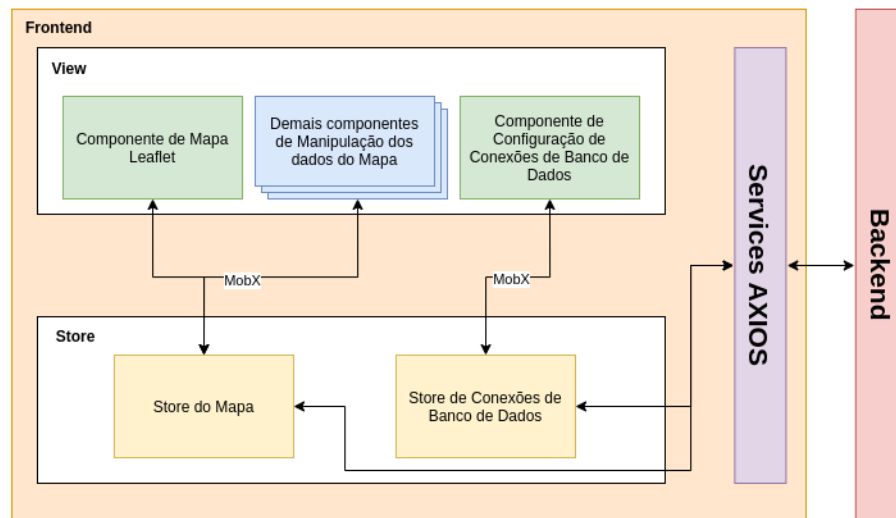 Frontend
View
Componente de Mapa
Leaflet
Demais componentes
de Manipulação dos
dados do Mapa
Componente de
Configuração de
Conexões de Banco de
Dados
MobX
MobX
Store
Store do Mapa
Store de Conexões de
Banco de Dados
Services AXIOS
Backend